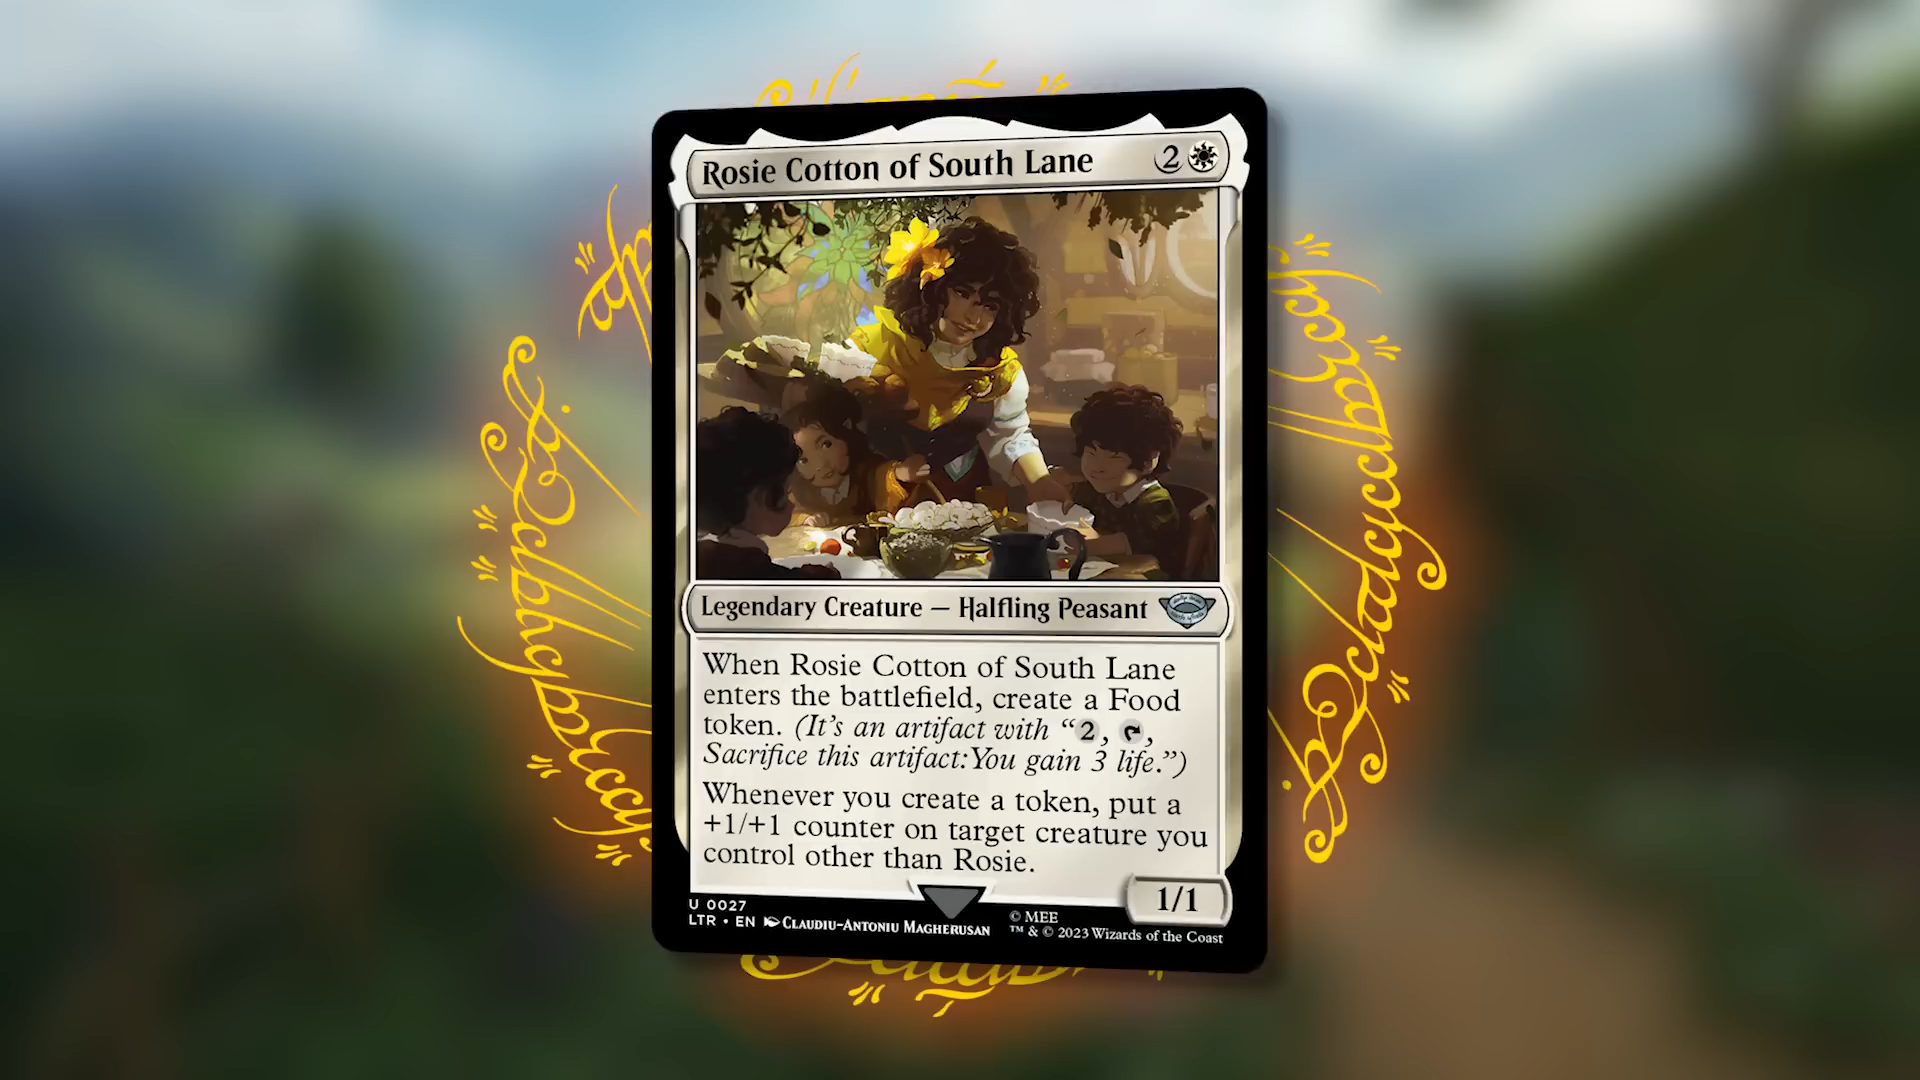 Rosie Cotton of South Lane 2
Legendary Creature — Halfling Peasant
When Rosie Cotton of South Lane
enters the battlefield, create a Food
token. (It's an artifact with “2, ,
Sacrifice this artifact:You gain 3 life.”)
Whenever you create a token, put a
+1/+1 counter on target creature you
control other than Rosie.
1/1
U 0027
LTR • EN CLAUDIU-ANTONIU MAGHERUSAN
© MEE
™ & © 2023 Wizards of the Coast